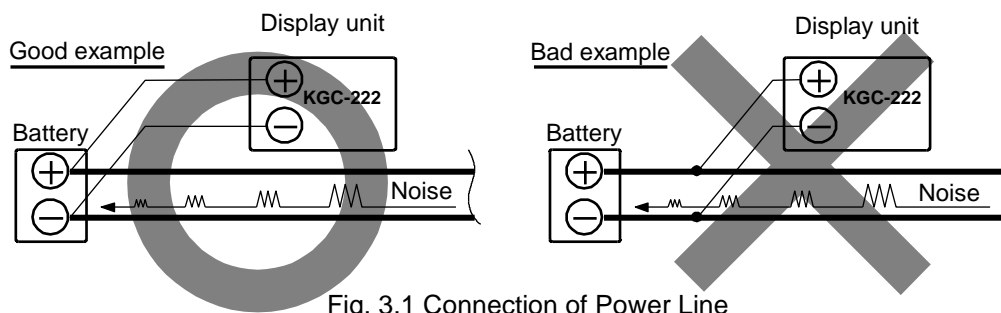 Good example
Display unit
+
KGC-222
−
Battery
+
−
Noise
Bad example
Display unit
+
KGC-222
−
Battery
+
−
Noise
Fig. 3.1 Connection of Power Line